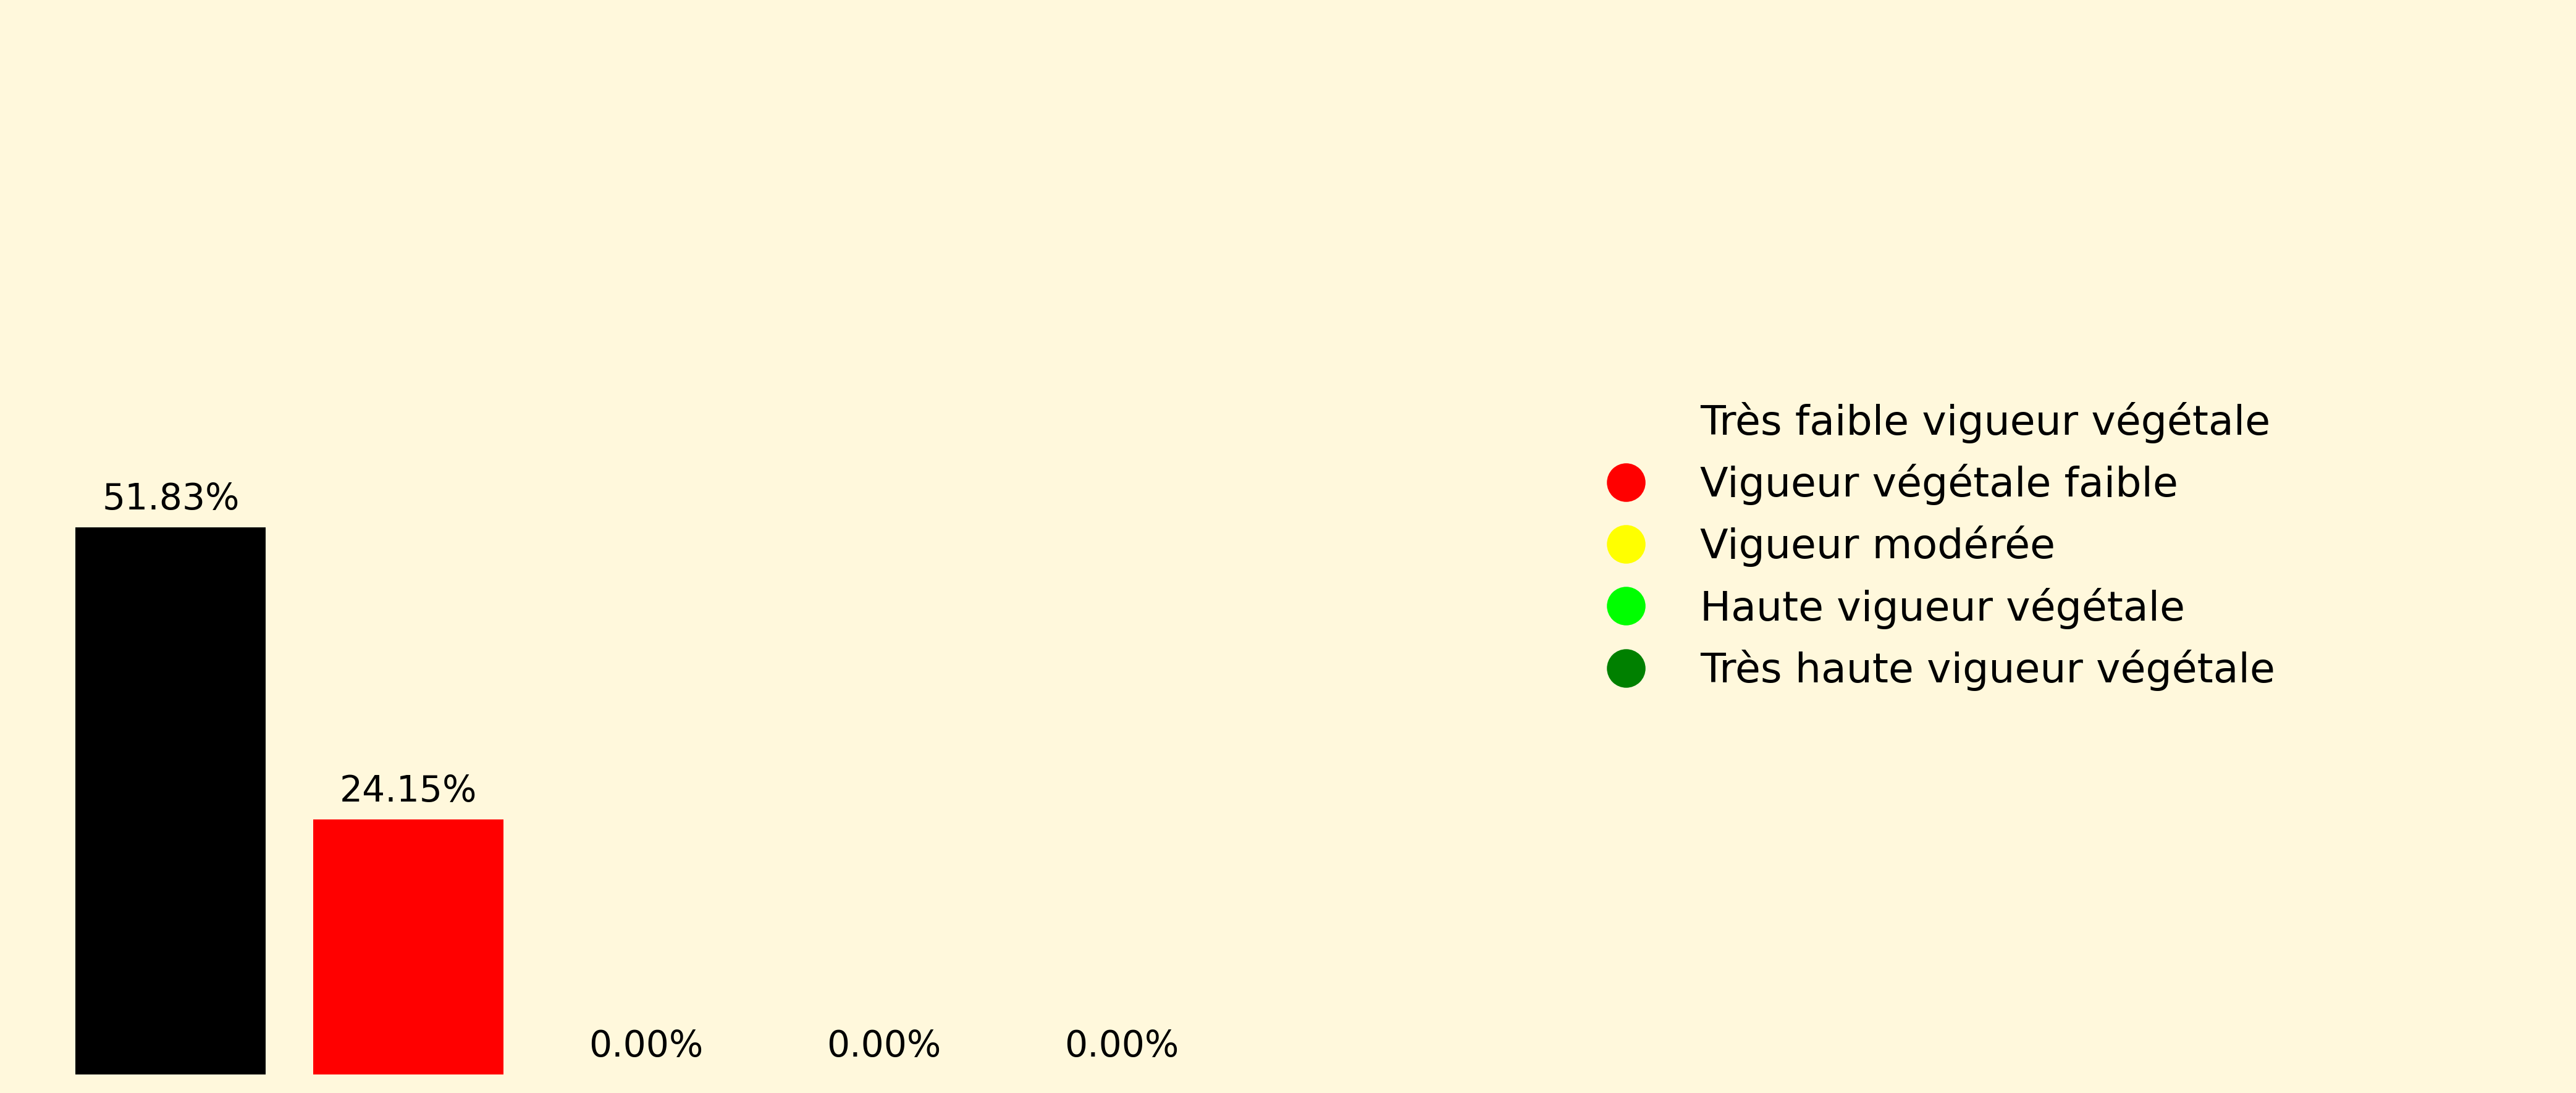 51.83%
24.15%
0.00%
0.00%
0.00%
Très faible vigueur végétale
Vigueur végétale faible
Vigueur modérée
Haute vigueur végétale
Très haute vigueur végétale